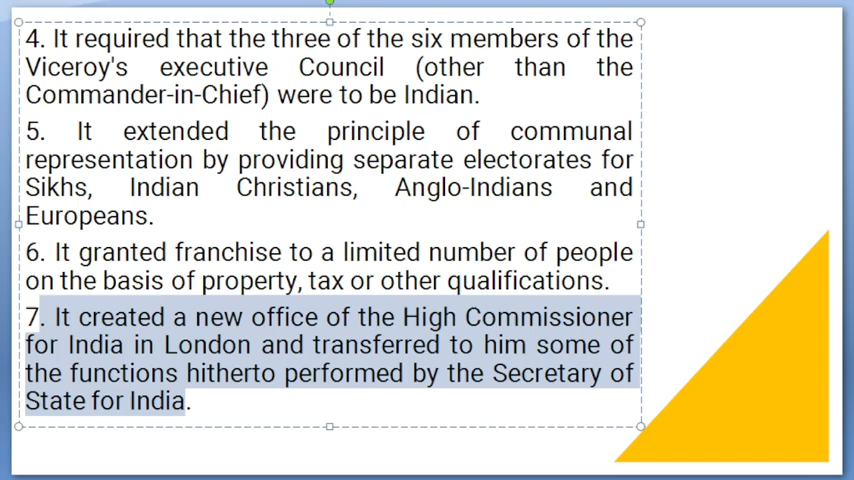 4. It required that the three of the six members of the
Viceroy's executive Council (other than the
Commander-in-Chief) were to be Indian.
5. It extended the principle of communal
representation by providing separate electorates for
Sikhs, Indian Christians, Anglo-Indians and
Europeans.
6. It granted franchise to a limited number of people
on the basis of property, tax or other qualifications.
7. It created a new office of the High Commissioner
for India in London and transferred to him some of
the functions hitherto performed by the Secretary of
State for India.